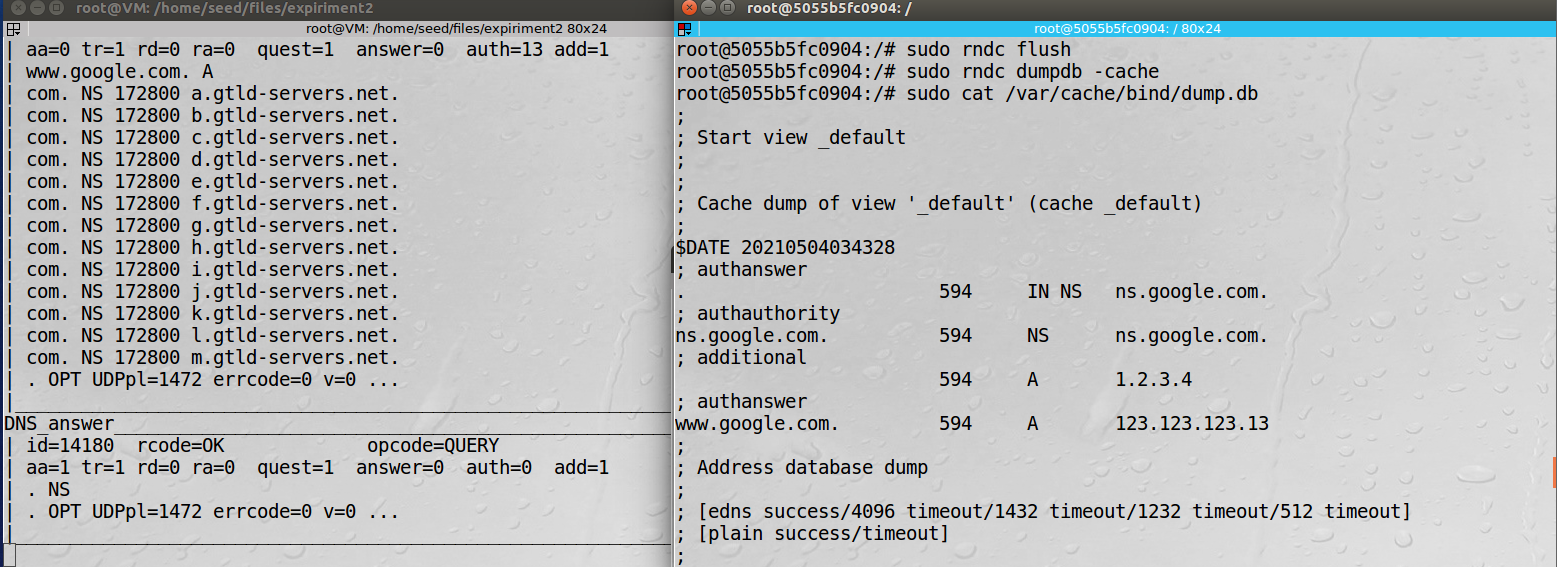 root@VM: /home/seed/files/expiriment2
root@VM: /home/seed/files/expiriment2 80x24
| aa=0 tr=1 rd=0 ra=0  quest=1  answer=0  auth=13 add=1
| www.google.com. A
| com. NS 172800 a.gtld-servers.net.
| com. NS 172800 b.gtld-servers.net.
| com. NS 172800 c.gtld-servers.net.
| com. NS 172800 d.gtld-servers.net.
| com. NS 172800 e.gtld-servers.net.
| com. NS 172800 f.gtld-servers.net.
| com. NS 172800 g.gtld-servers.net.
| com. NS 172800 h.gtld-servers.net.
| com. NS 172800 i.gtld-servers.net.
| com. NS 172800 j.gtld-servers.net.
| com. NS 172800 k.gtld-servers.net.
| com. NS 172800 l.gtld-servers.net.
| com. NS 172800 m.gtld-servers.net.
| . OPT UDPpl=1472 errcode=0 v=0 ...
|_____________________________________________
DNS_answer___________________________________
| id=14180  rcode=OK             opcode=QUERY
| aa=1 tr=1 rd=0 ra=0  quest=1  answer=0  auth=0  add=1
| . NS
| . OPT UDPpl=1472 errcode=0 v=0 ...
|_____________________________________________
root@5055b5fc0904: /
root@5055b5fc0904: / 80x24
root@5055b5fc0904:/# sudo rndc flush
root@5055b5fc0904:/# sudo rndc dumpdb -cache
root@5055b5fc0904:/# sudo cat /var/cache/bind/dump.db
;
; Start view _default
;
;
; Cache dump of view '_default' (cache _default)
;
$DATE 20210504034328
; authanswer
.                       594     IN NS   ns.google.com.
; authauthority
ns.google.com.          594     NS      ns.google.com.
; additional
                        594     A       1.2.3.4
; authanswer
www.google.com.         594     A       123.123.123.13
;
; Address database dump
;
; [edns success/4096 timeout/1432 timeout/1232 timeout/512 timeout]
; [plain success/timeout]
;